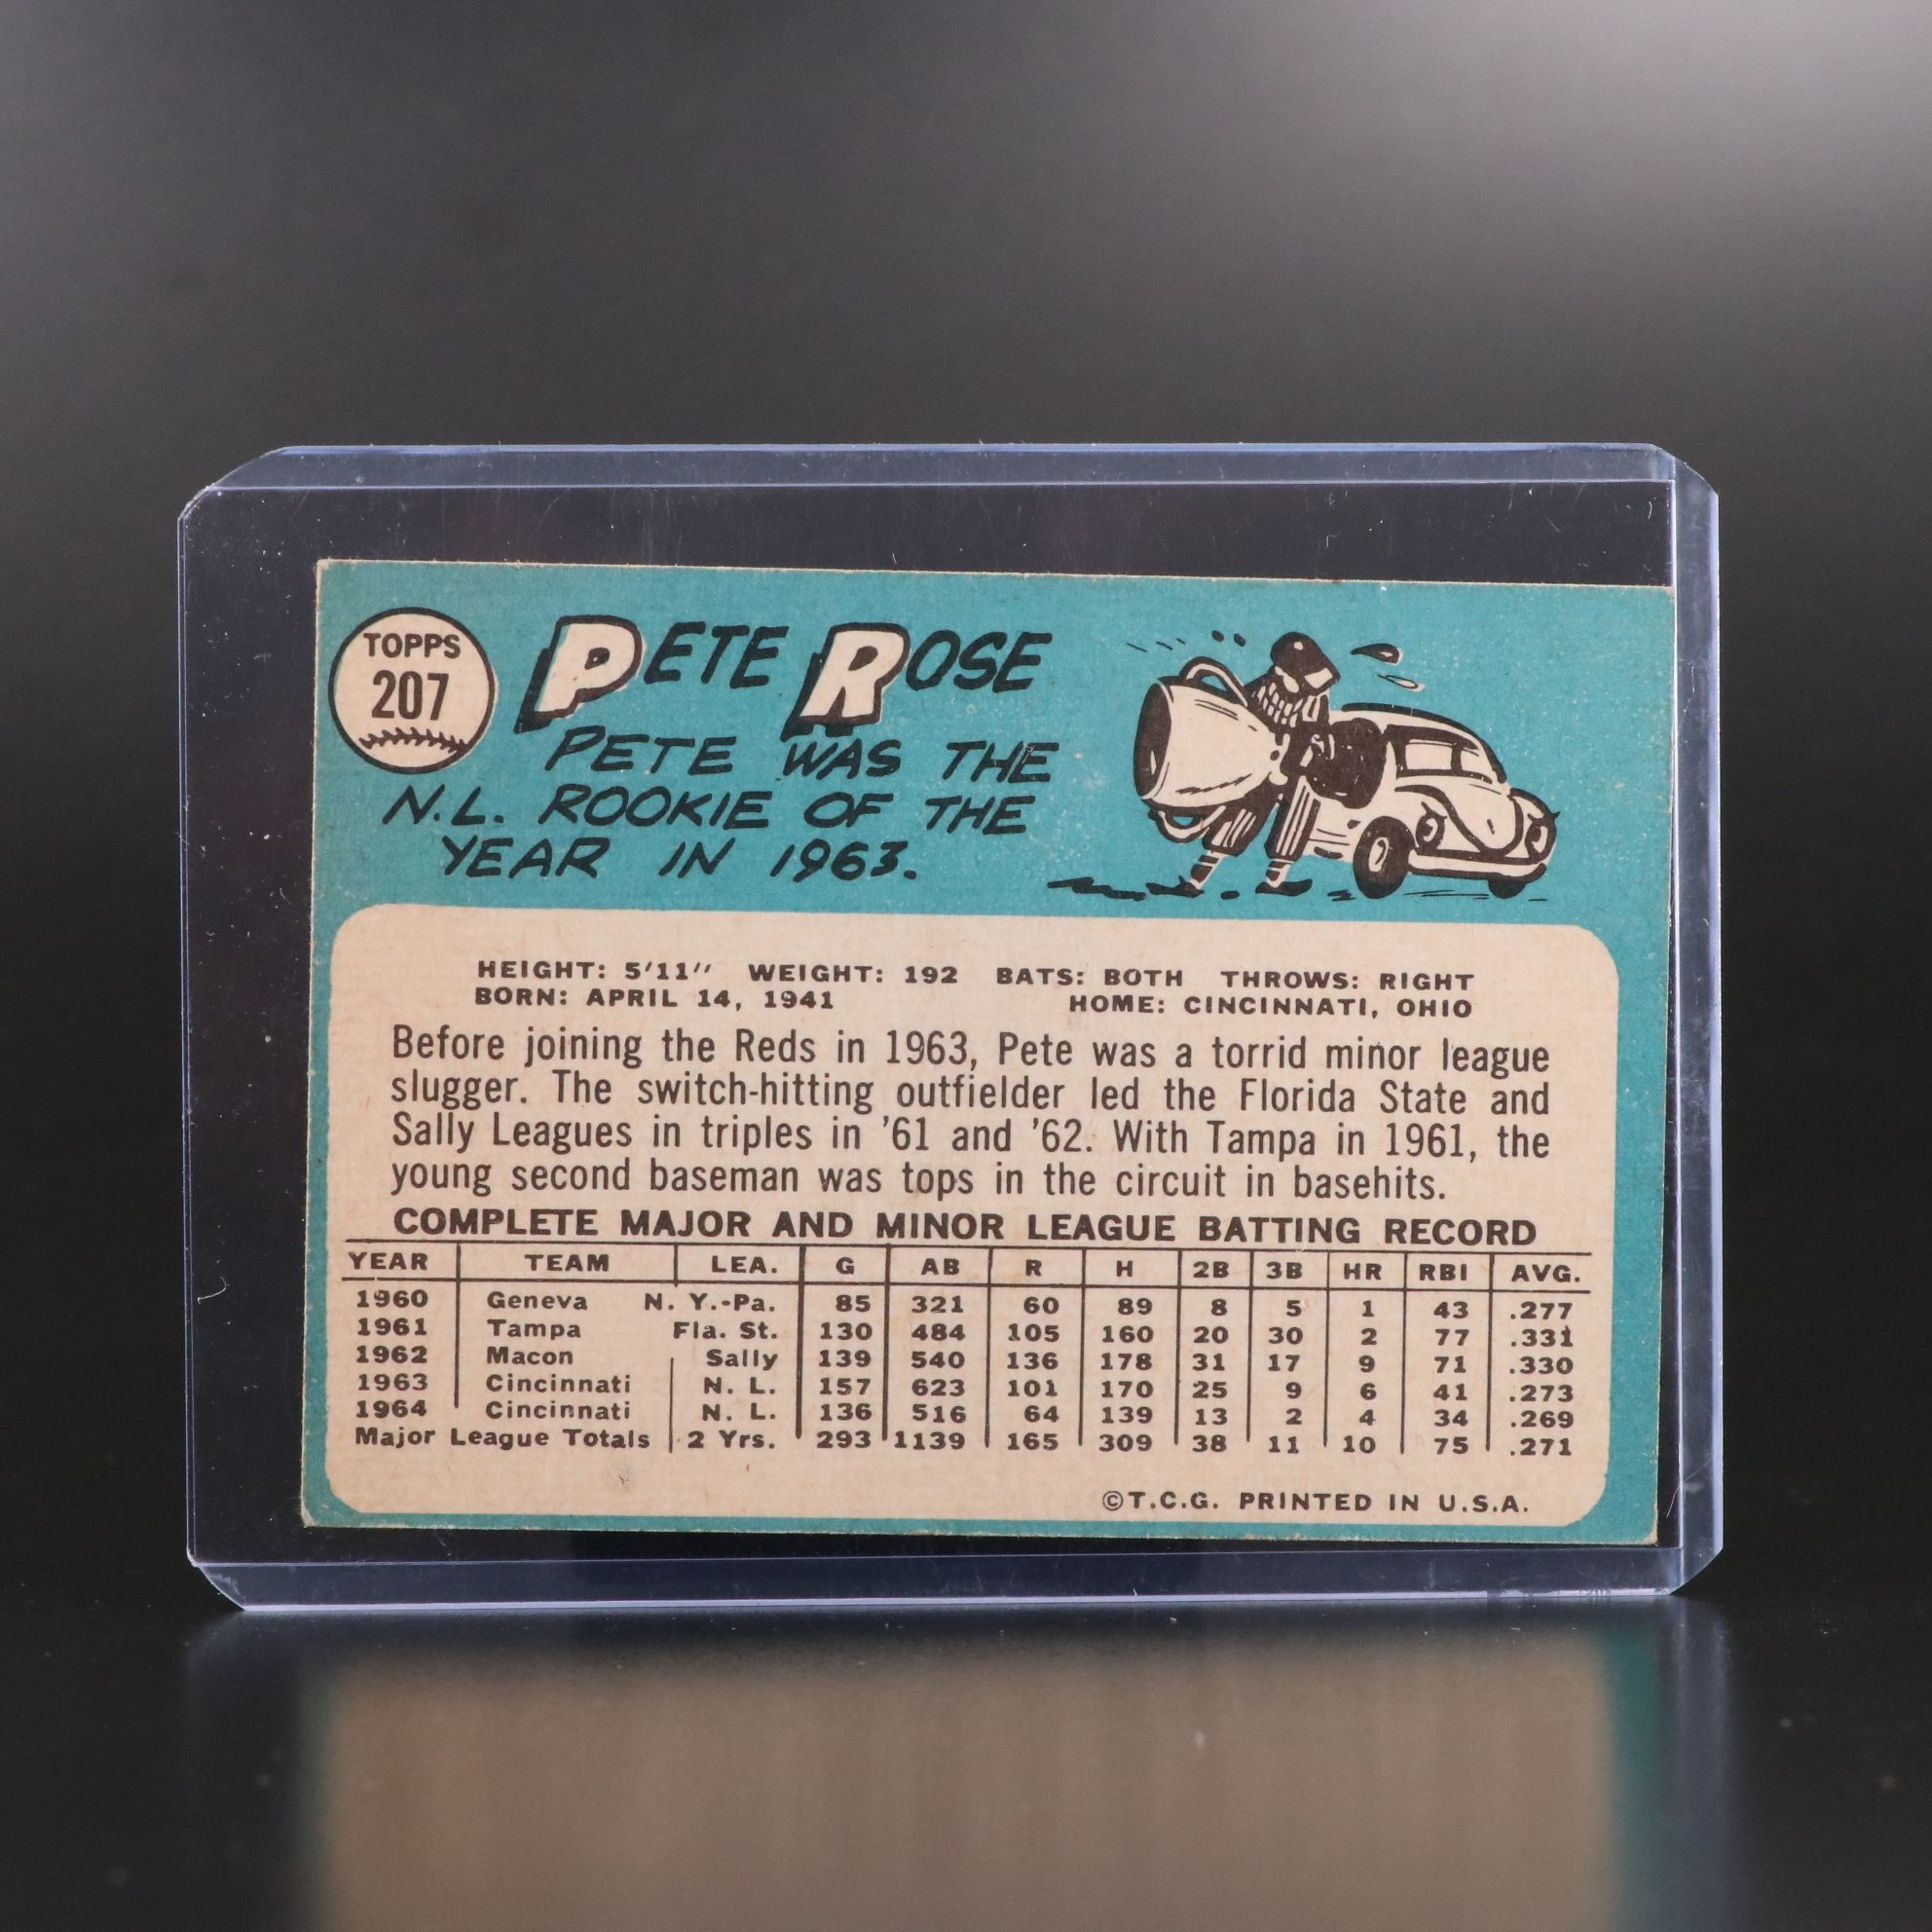 TOPPS
207
PETE ROSE
PETE WAS THE
N.L. ROOKIE OF THE
YEAR IN 1963.
HEIGHT: 5'11" WEIGHT: 192 BATS: BOTH THROWS: RIGHT
BORN: APRIL 14, 1941 HOME: CINCINNATI, OHIO
Before joining the Reds in 1963, Pete was a torrid minor league
slugger. The switch-hitting outfielder led the Florida State and
Sally Leagues in triples in '61 and '62. With Tampa in 1961, the
young second baseman was tops in the circuit in basehits.
COMPLETE MAJOR AND MINOR LEAGUE BATTING RECORD
YEAR TEAM LEA. G AB R H 2B 3B HR RBI AVG.
1960 Geneva N. Y.-Pa. 85 321 60 89 8 5 1 43 .277
1961 Tampa Fla. St. 130 484 105 160 20 30 2 77 .331
1962 Macon Sally 139 540 136 178 31 17 9 71 .330
1963 Cincinnati N. L. 157 623 101 170 25 9 6 41 .273
1964 Cincinnati N. L. 136 516 64 139 13 2 4 34 .269
Major League Totals 2 Yrs. 293 1139 165 309 38 11 10 75 .271
©T.C.G. PRINTED IN U.S.A.